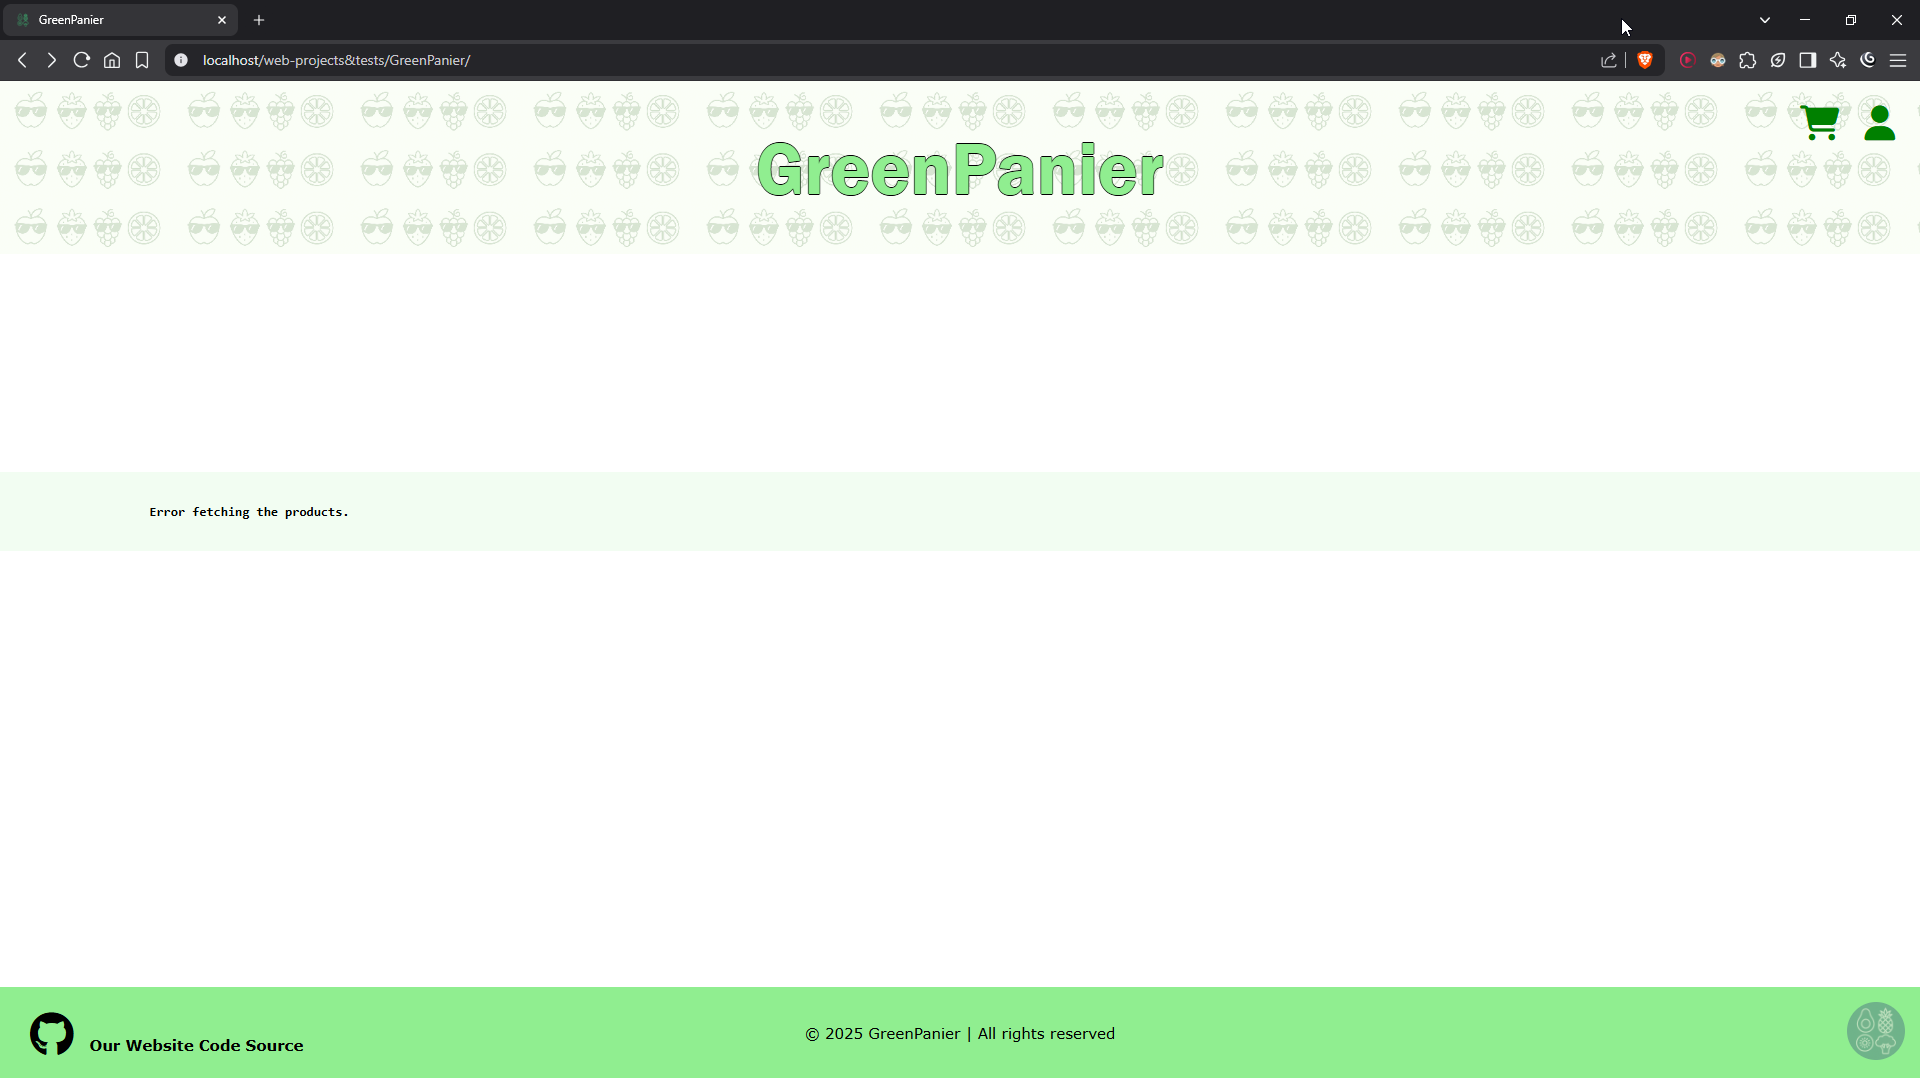 GreenPanier
localhost/web-projects&tests/GreenPanier/
GreenPanier
Error fetching the products.
Our Website Code Source
© 2025 GreenPanier | All rights reserved